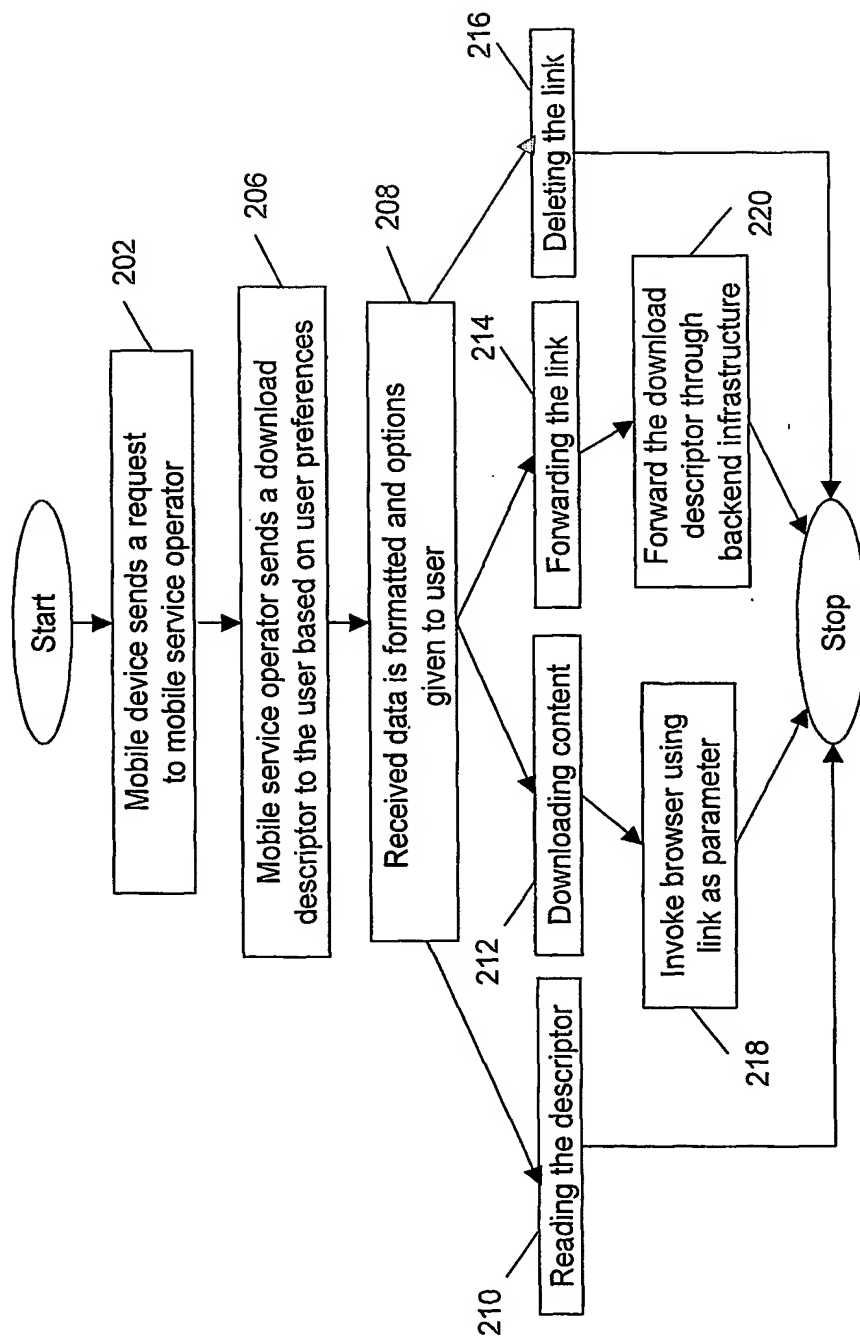 Start
202
Mobile device sends a request
to mobile service operator
206
Mobile service operator sends a download
descriptor to the user based on user preferences
208
Received data is formatted and options
given to user
210
Reading the descriptor
212
Downloading content
214
Forwarding the link
216
Deleting the link
218
Invoke browser using
link as parameter
220
Forward the download
descriptor through
backend infrastructure
Stop